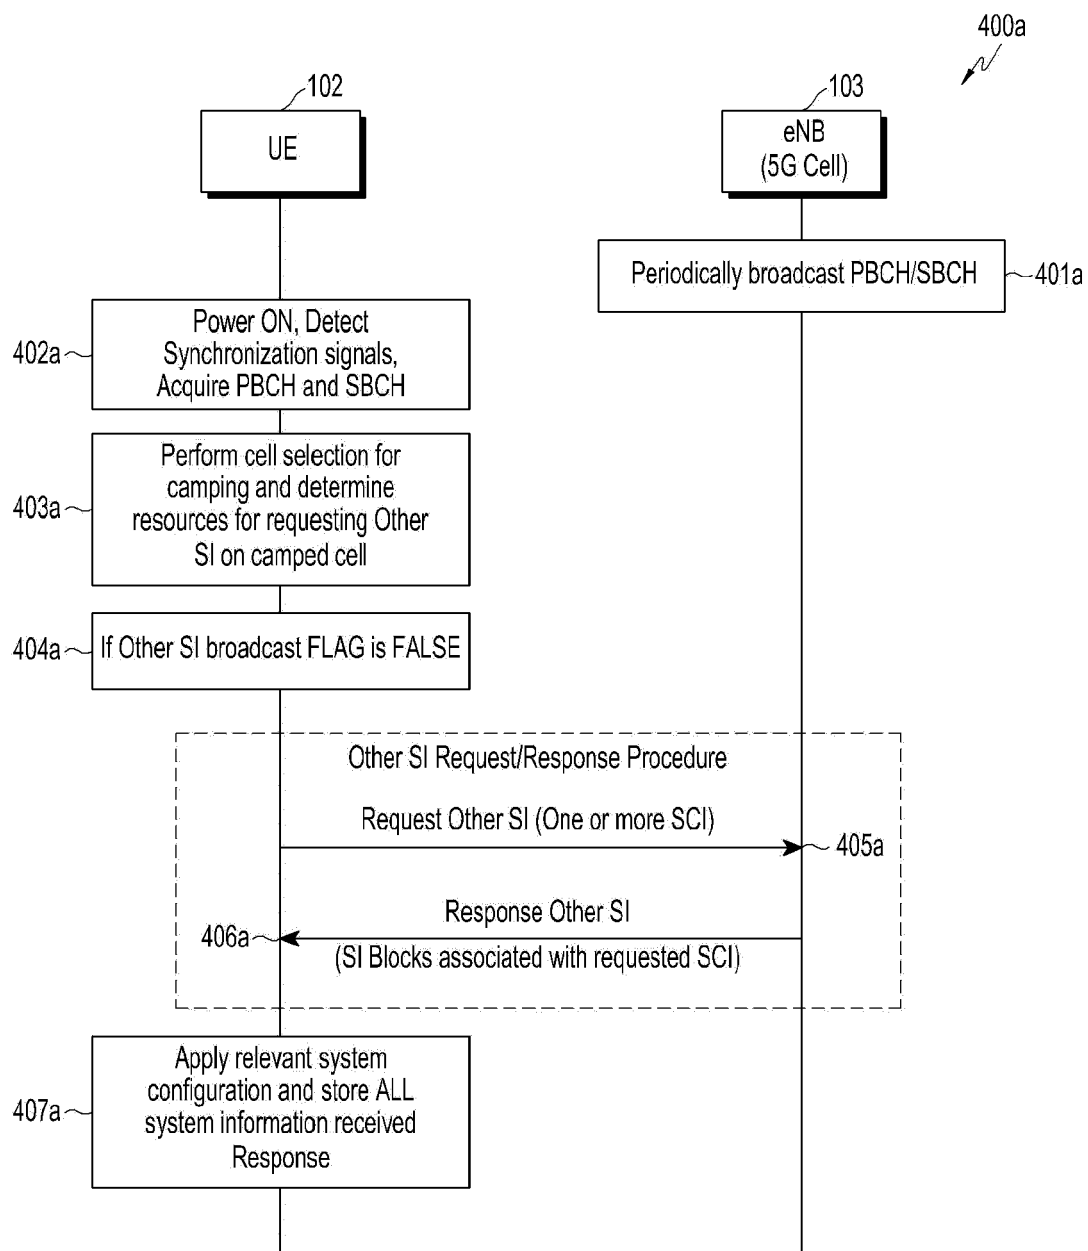 400a
102
103
UE
eNB
(5G Cell)
Periodically broadcast PBCH/SBCH
401a
Power ON, Detect
Synchronization signals,
Acquire PBCH and SBCH
402a
Perform cell selection for
camping and determine
resources for requesting Other
SI on camped cell
403a
If Other SI broadcast FLAG is FALSE
404a
Other SI Request/Response Procedure
Request Other SI (One or more SCI)
405a
Response Other SI
406a
(SI Blocks associated with requested SCI)
Apply relevant system
configuration and store ALL
system information received
Response
407a